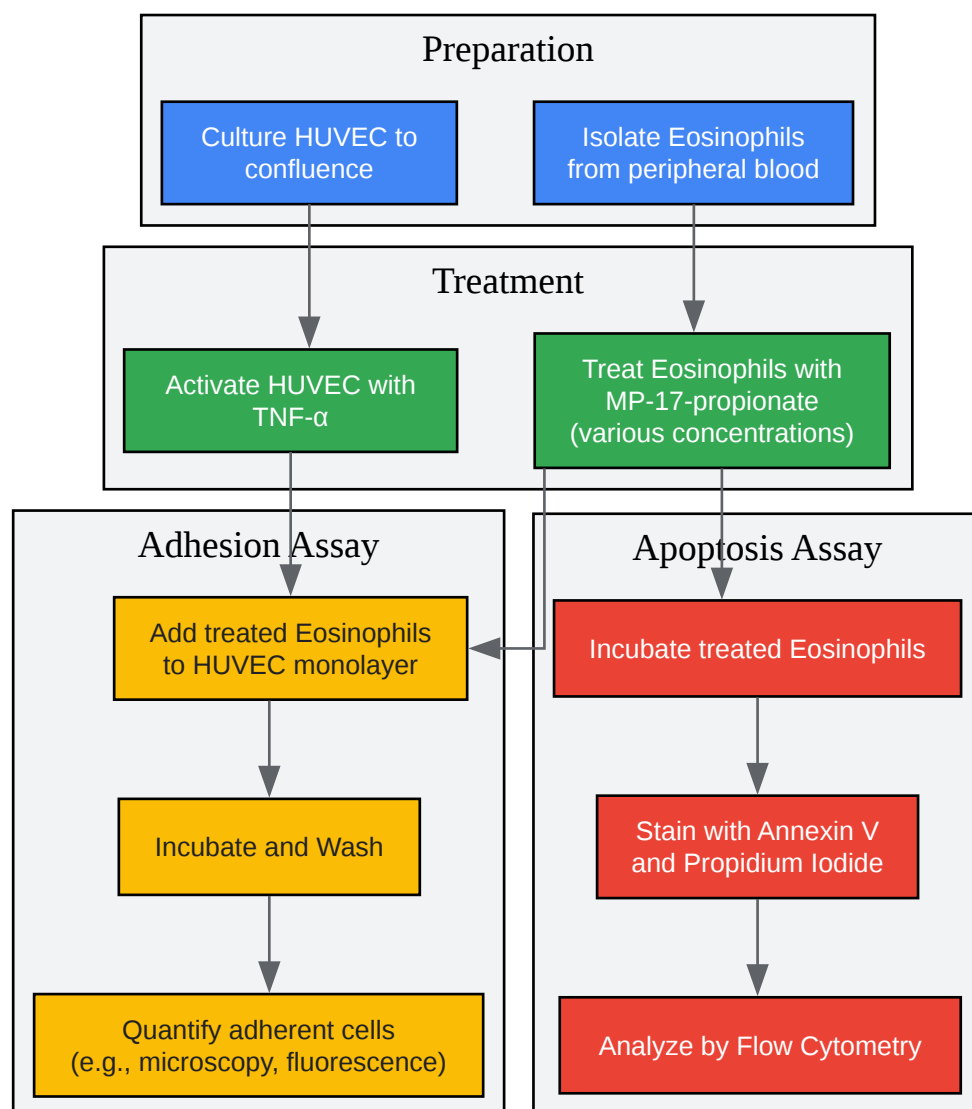 Preparation
Culture HUVEC to
confluence
Isolate Eosinophils
from peripheral blood
Treatment
Activate HUVEC with
TNF-α
Treat Eosinophils with
MP-17-propionate
(various concentrations)
Adhesion Assay
Add treated Eosinophils
to HUVEC monolayer
Incubate and Wash
Quantify adherent cells
(e.g., microscopy, fluorescence)
Apoptosis Assay
Incubate treated Eosinophils
Stain with Annexin V
and Propidium Iodide
Analyze by Flow Cytometry